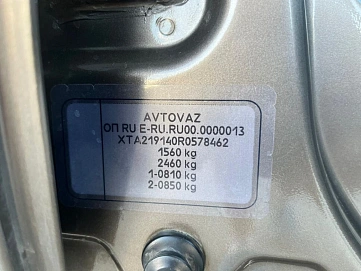 AVTOVAZ
ОП RU E-RU.RU00.0000013
XTA219140R0578462
1560 kg
2460 kg
1-0810 kg
2-0850 kg